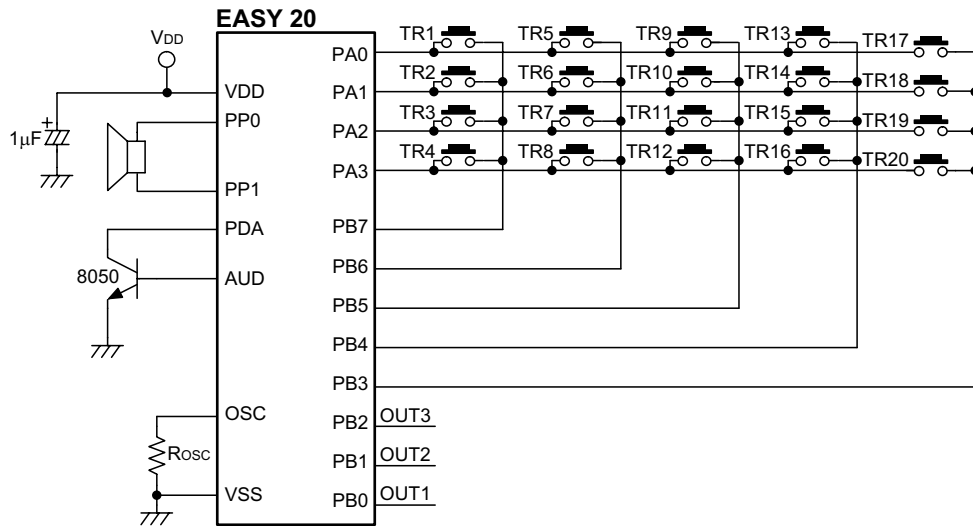 EASY 20
VDD
1μF
8050
ROSC
VDD
PP0
PP1
PDA
AUD
OSC
VSS
PA0
PA1
PA2
PA3
PB7
PB6
PB5
PB4
PB3
PB2
PB1
PB0
OUT3
OUT2
OUT1
TR1 TR5 TR9 TR13 TR17
TR2 TR6 TR10 TR14 TR18
TR3 TR7 TR11 TR15 TR19
TR4 TR8 TR12 TR16 TR20